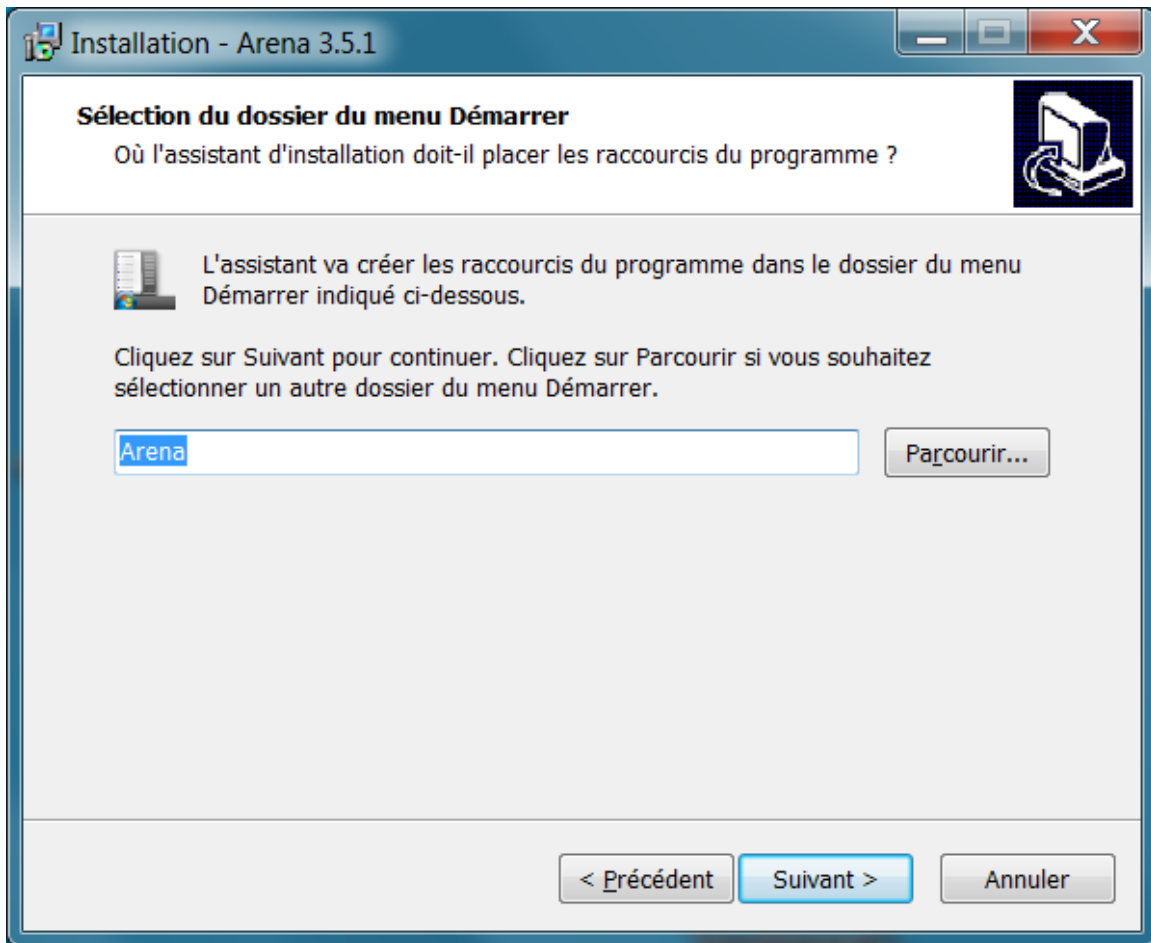 Installation - Arena 3.5.1
Sélection du dossier du menu Démarrer
Où l'assistant d'installation doit-il placer les raccourcis du programme ?
L'assistant va créer les raccourcis du programme dans le dossier du menu
Démarrer indiqué ci-dessous.
Cliquez sur Suivant pour continuer. Cliquez sur Parcourir si vous souhaitez
sélectionner un autre dossier du menu Démarrer.
Arena
Parcourir...
< Précédent
Suivant >
Annuler